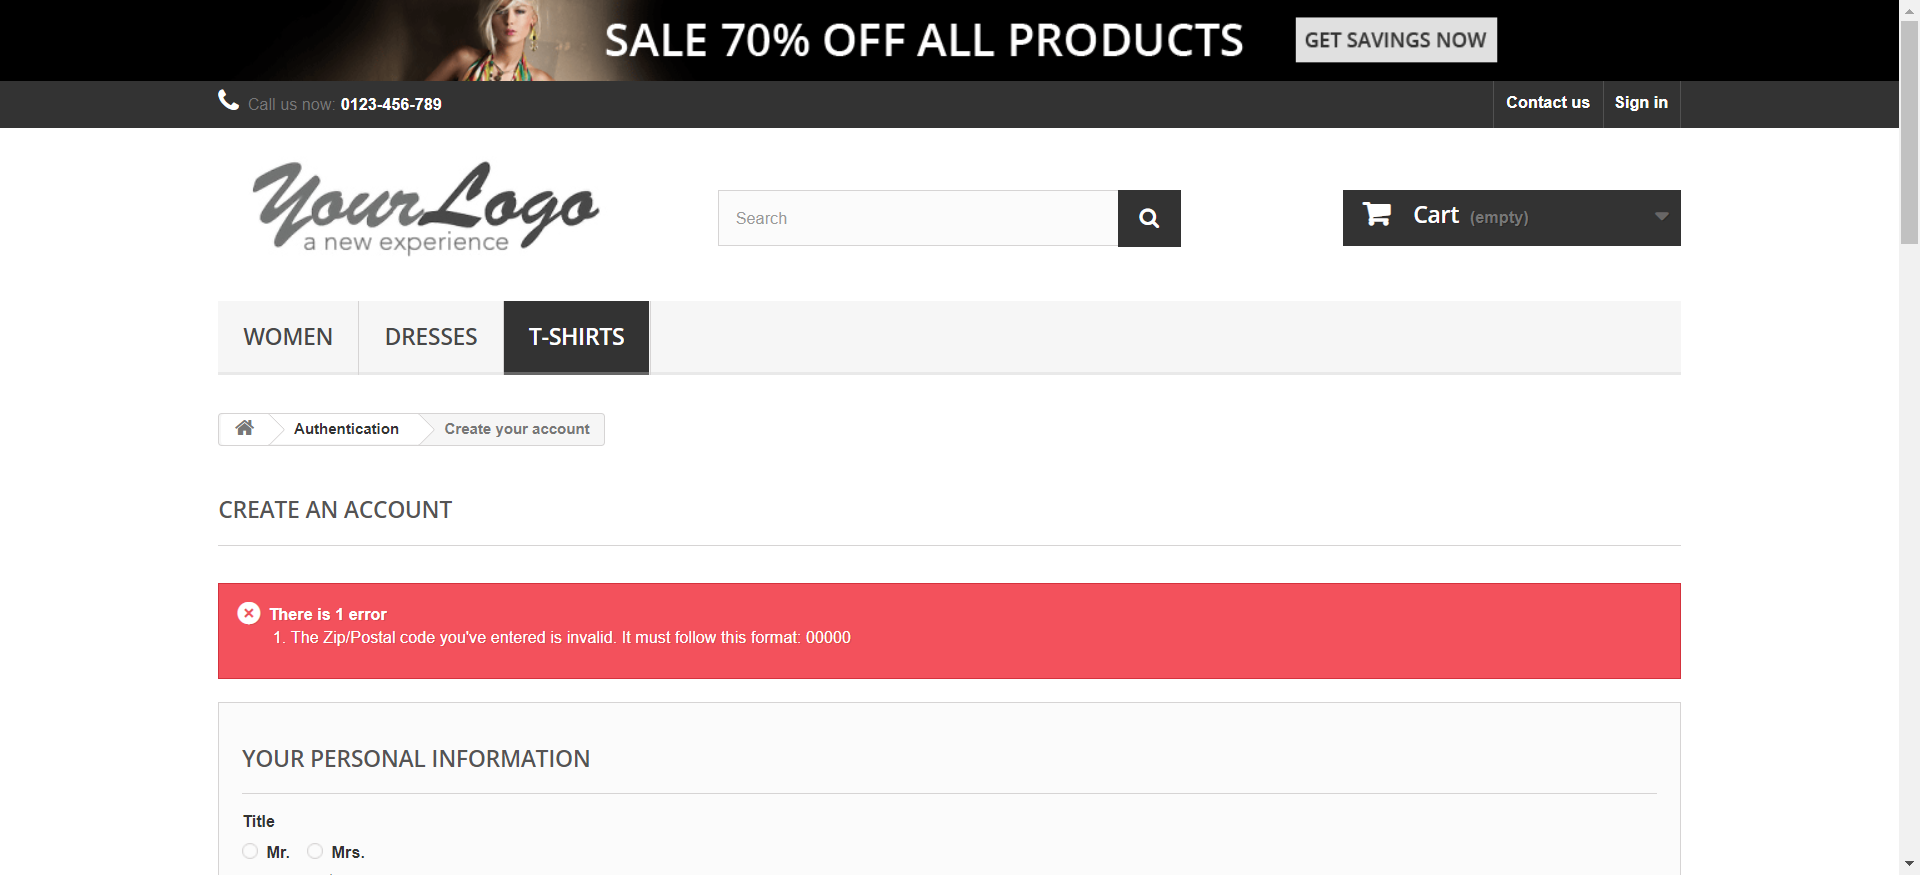 SALE 70% OFF ALL PRODUCTS GET SAVINGS NOW
Call us now: 0123-456-789 Contact us Sign in
YourLogo
a new experience
Search
Cart (empty)
WOMEN DRESSES T-SHIRTS
Authentication Create your account
CREATE AN ACCOUNT
There is 1 error
1. The Zip/Postal code you've entered is invalid. It must follow this format: 00000
YOUR PERSONAL INFORMATION
Title
Mr. Mrs.